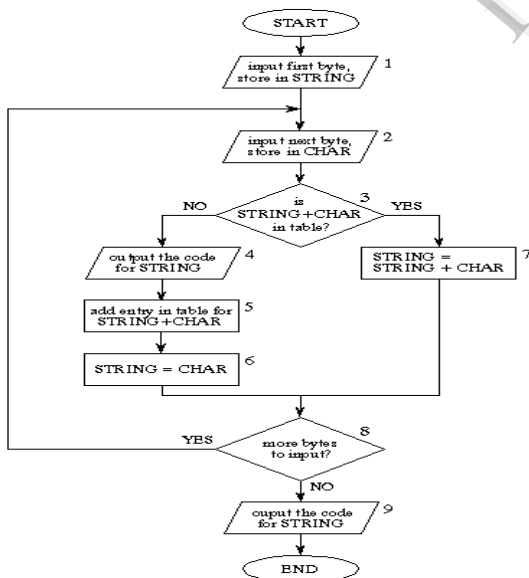 START
input first byte,
store in STRING
1
input next byte,
store in CHAR
2
is
STRING+CHAR
in table?
3
NO
YES
output the code
for STRING
4
STRING =
STRING + CHAR
7
add entry in table for
STRING+CHAR
5
STRING = CHAR
6
more bytes
to input?
8
YES
NO
ouput the code
for STRING
9
END